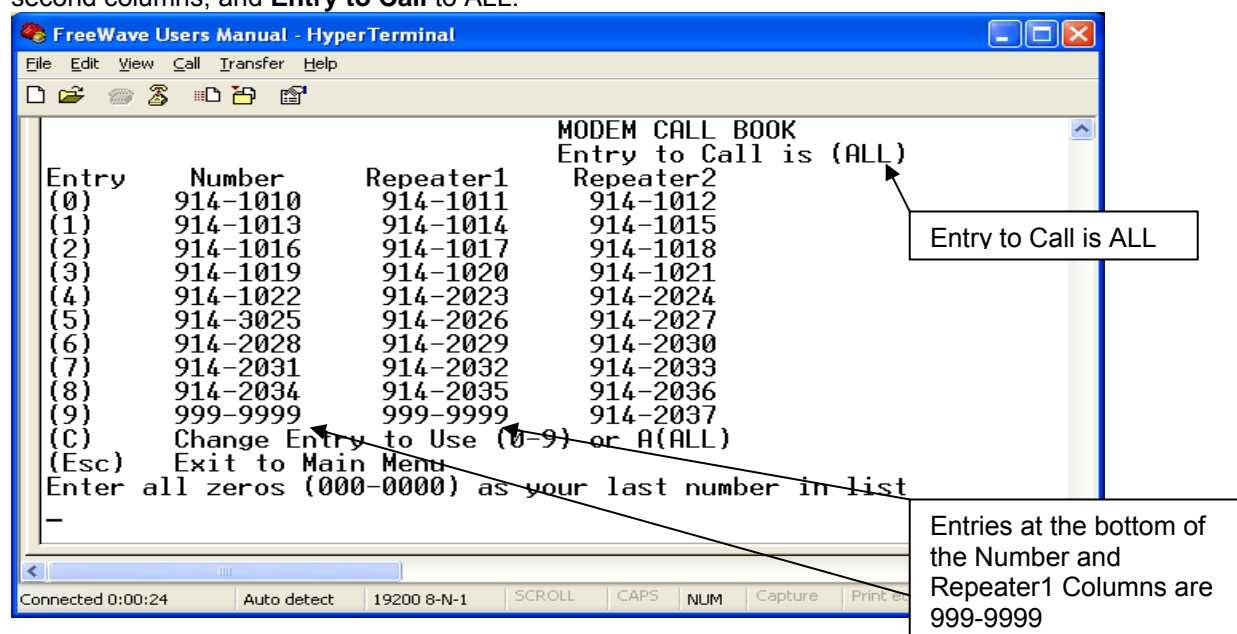 second columns, and Entry to Call to ALL.
FreeWave Users Manual - HyperTerminal
File Edit View Call Transfer Help
MODEM CALL BOOK
Entry to Call is (ALL)
Entry Number Repeater1 Repeater2
(0) 914-1010 914-1011 914-1012
(1) 914-1013 914-1014 914-1015
(2) 914-1016 914-1017 914-1018
(3) 914-1019 914-1020 914-1021
(4) 914-1022 914-2023 914-2024
(5) 914-3025 914-2026 914-2027
(6) 914-2028 914-2029 914-2030
(7) 914-2031 914-2032 914-2033
(8) 914-2034 914-2035 914-2036
(9) 999-9999 999-9999 914-2037
(C) Change Entry to Use (0-9) or A(ALL)
(Esc) Exit to Main Menu
Enter all zeros (000-0000) as your last number in list
Entry to Call is ALL
Entries at the bottom of
the Number and
Repeater1 Columns are
999-9999
Connected 0:00:24 Auto detect 19200 8-N-1 SCROLL CAPS NUM Capture Print